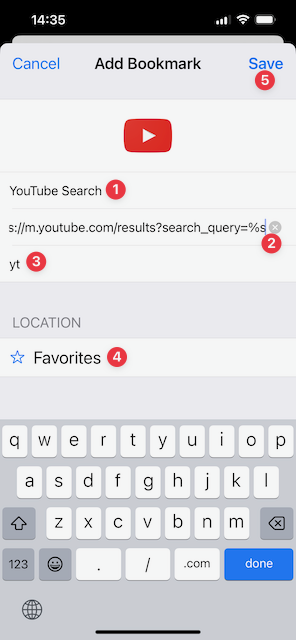 14:35
Cancel Add Bookmark Save
5
YouTube Search 1
s://m.youtube.com/results?search_query=%s
2
yt 3
LOCATION
Favorites 4
q w e r t y u i o p
a s d f g h j k l
z x c v b n m
123 . / .com done